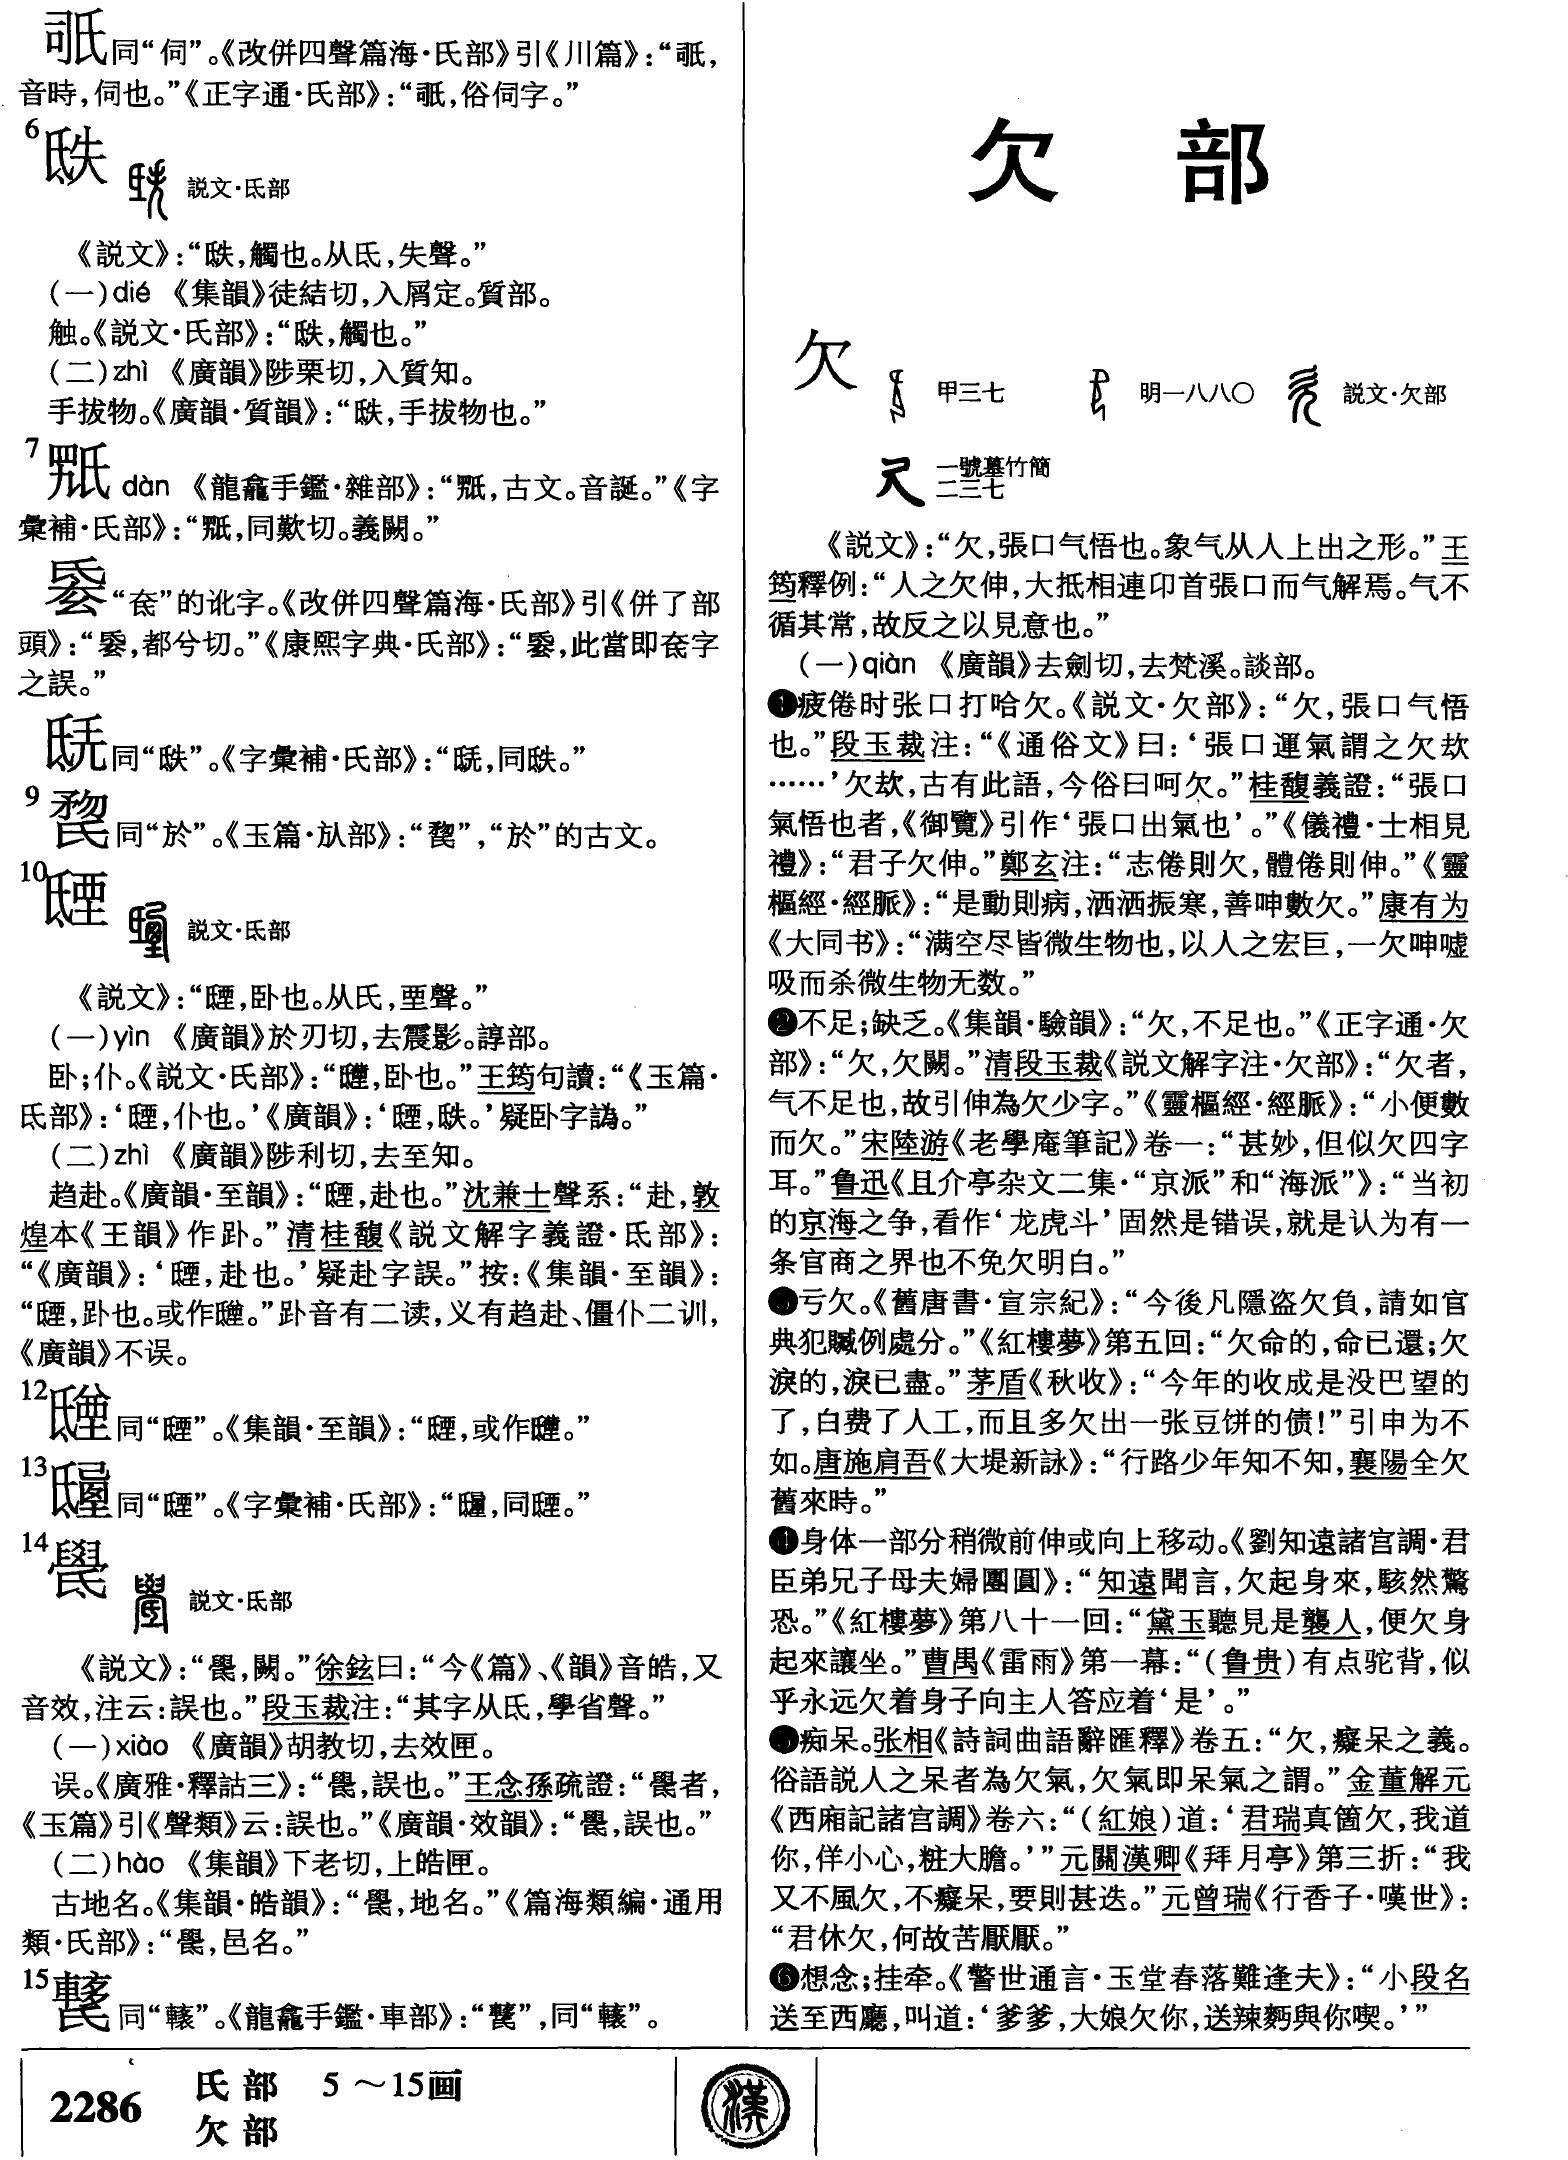 同“伺”。《改併四聲篇海·氏部》引《川篇》：“，
音時，伺也。”《正字通·氏部》：“，俗伺字。”
6
𣧁 説文·氐部
《説文》：“，觸也。从氐，失聲。”
（一）dié 《集韻》徒結切，入屑定。質部。
触。《説文·氐部》：“，觸也。”
（二）zhì 《廣韻》陟栗切，入質知。
手拔物。《廣韻·質韻》：“，手拔物也。”
7
dàn 《龍龕手鑑·雜部》：“，古文。音誕。”《字
彙補·氏部》：“，同歎切。義闕。”
“奃”的讹字。《改併四聲篇海·氏部》引《併了部
頭》：“，都兮切。”《康熙字典·氏部》：“，此當即奃字
之誤。”
同“”。《字彙補·氏部》：“，同。”
9
同“於”。《玉篇·㫃部》：“”，“於”的古文。
10
説文·氐部
《説文》：“，卧也。从氐，垔聲。”
（一）yìn 《廣韻》於刃切，去震影。諄部。
卧；仆。《説文·氐部》：“，卧也。”王筠句讀：“《玉篇·
氐部》：‘，仆也。’《廣韻》：‘，。’疑卧字譌。”
（二）zhì 《廣韻》陟利切，去至知。
趋赴。《廣韻·至韻》：“，赴也。”沈兼士聲系：“赴，敦
煌本《王韻》作䟔。”清桂馥《説文解字義證·氐部》：
“《廣韻》：‘，赴也。’疑赴字誤。”按：《集韻·至韻》：
“，䟔也。或作。”䟔音有二读，义有趋赴、僵仆二训，
《廣韻》不误。
12
同“”。《集韻·至韻》：“，或作。”
13
同“”。《字彙補·氏部》：“，同。”
14
説文·氐部
《説文》：“，闕。”徐鉉曰：“今《篇》、《韻》音皓，又
音效，注云：誤也。”段玉裁注：“其字从氐，學省聲。”
（一）xiào 《廣韻》胡教切，去效匣。
误。《廣雅·釋詁三》：“，誤也。”王念孫疏證：“者，
《玉篇》引《聲類》云：誤也。”《廣韻·效韻》：“，誤也。”
（二）hào 《集韻》下老切，上皓匣。
古地名。《集韻·皓韻》：“，地名。”《篇海類編·通用
類·氏部》：“，邑名。”
15
同“”。《龍龕手鑑·車部》：“”，同“”。
欠 部
欠 甲三七 明一八八〇 説文·欠部
一號墓竹簡
二三七
《説文》：“欠，張口气悟也。象气从人上出之形。”王
筠釋例：“人之欠伸，大抵相連卬首張口而气解焉。气不
循其常，故反之以見意也。”
（一）qiàn 《廣韻》去劍切，去梵溪。談部。
❶疲倦时张口打哈欠。《説文·欠部》：“欠，張口气悟
也。”段玉裁注：“《通俗文》曰：‘張口運氣謂之欠㰦
……’欠㰦，古有此語，今俗曰呵欠。”桂馥義證：“張口
氣悟也者，《御覽》引作‘張口出氣也’。”《儀禮·士相見
禮》：“君子欠伸。”鄭玄注：“志倦則欠，體倦則伸。”《靈
樞經·經脈》：“是動則病，洒洒振寒，善呻數欠。”康有为
《大同书》：“满空尽皆微生物也，以人之宏巨，一欠呻嘘
吸而杀微生物无数。”
❷不足；缺乏。《集韻·驗韻》：“欠，不足也。”《正字通·欠
部》：“欠，欠闕。”清段玉裁《説文解字注·欠部》：“欠者，
气不足也，故引伸為欠少字。”《靈樞經·經脈》：“小便數
而欠。”宋陸游《老學庵筆記》卷一：“甚妙，但似欠四字
耳。”鲁迅《且介亭杂文二集·“京派”和“海派”》：“当初
的京海之争，看作‘龙虎斗’固然是错误，就是认为有一
条官商之界也不免欠明白。”
❸亏欠。《舊唐書·宣宗紀》：“今後凡隱盗欠負，請如官
典犯贓例處分。”《紅樓夢》第五回：“欠命的，命已還；欠
淚的，淚已盡。”茅盾《秋收》：“今年的收成是没巴望的
了，白费了人工，而且多欠出一张豆饼的债！”引申为不
如。唐施肩吾《大堤新詠》：“行路少年知不知，襄陽全欠
舊來時。”
❹身体一部分稍微前伸或向上移动。《劉知遠諸宫調·君
臣弟兄子母夫婦團圓》：“知遠聞言，欠起身來，駭然驚
恐。”《紅樓夢》第八十一回：“黛玉聽見是襲人，便欠身
起來讓坐。”曹禺《雷雨》第一幕：“（鲁贵）有点驼背，似
乎永远欠着身子向主人答应着‘是’。”
❺痴呆。张相《詩詞曲語辭匯釋》卷五：“欠，癡呆之義。
俗語説人之呆者為欠氣，欠氣即呆氣之謂。”金董解元
《西廂記諸宫調》卷六：“（紅娘）道：‘君瑞真箇欠，我道
你，佯小心，粧大膽。’”元關漢卿《拜月亭》第三折：“我
又不風欠，不癡呆，要則甚迭。”元曾瑞《行香子·嘆世》：
“君休欠，何故苦厭厭。”
❻想念；挂牵。《警世通言·玉堂春落難逢夫》：“小段名
送至西廳，叫道：‘爹爹，大娘欠你，送辣麪與你喫。’”
2286 氏部 5～15画
欠部
漢